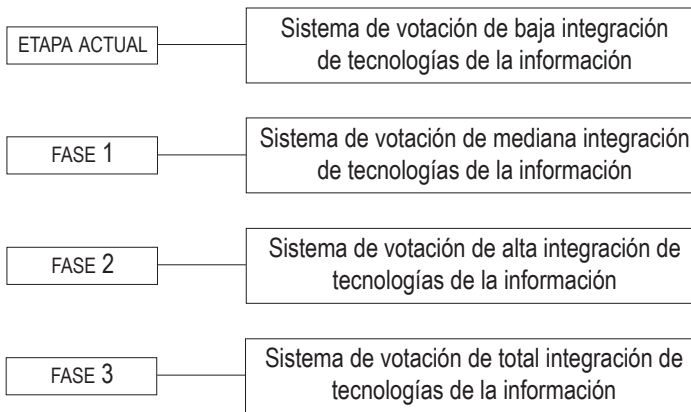 ETAPA ACTUAL
Sistema de votación de baja integración
de tecnologías de la información
FASE 1
Sistema de votación de mediana integración
de tecnologías de la información
FASE 2
Sistema de votación de alta integración de
tecnologías de la información
FASE 3
Sistema de votación de total integración de
tecnologías de la información